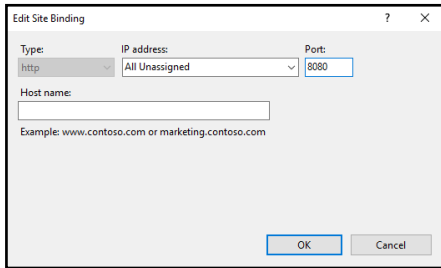 Edit Site Binding ? ×
Type: IP address: Port:
http All Unassigned 8080
Host name:
Example: www.contoso.com or marketing.contoso.com
OK Cancel